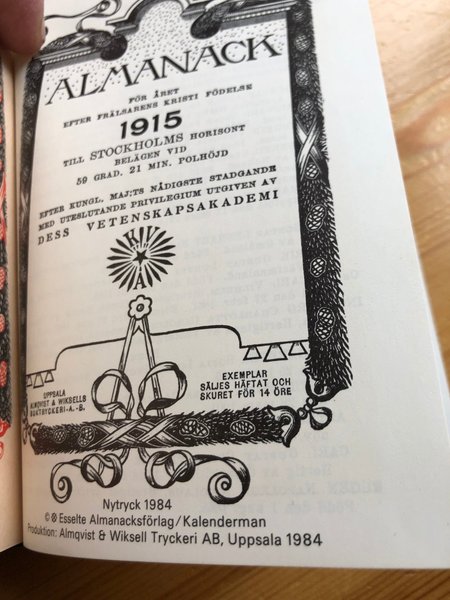 ALMANACK
FÖR ÅRET
EFTER FRÄLSARENS KRISTI FÖDELSE
1915
TILL STOCKHOLMS HORISONT
BELÄGEN VID
59 GRAD. 21 MIN. POLHÖJD
EFTER KUNGL. MAJ:TS NÅDIGSTE STADGANDE
MED UTESLUTANDE PRIVILEGIUM UTGIVEN AV
DESS VETENSKAPSAKADEMI
K
V A
UPPSALA
ALMQVIST & WIKSELLS
BOKTRYCKERI-A.-B.
EXEMPLAR
SÄLJES HÄFTAT OCH
SKURET FÖR 14 ÖRE
Nytryck 1984
© Esselte Almanacksförlag/Kalenderman
Produktion: Almqvist & Wiksell Tryckeri AB, Uppsala 1984